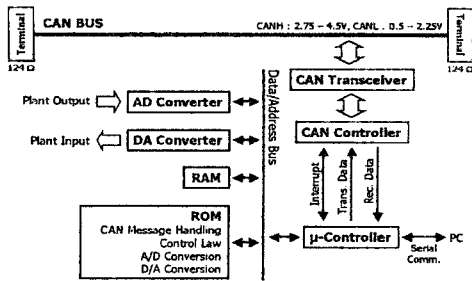 CAN BUS
CANH : 2.75 ~ 4.5V, CANL : 0.5 ~ 2.25V
Terminal
124 Ω
Terminal
124 Ω
CAN Transceiver
Data/Address Bus
Plant Output
AD Converter
CAN Controller
Plant Input
DA Converter
RAM
Interrupt
Trans. Data
Rec. Data
ROM
CAN Message Handling
Control Law
A/D Conversion
D/A Conversion
μ-Controller
PC
Serial
Comm.